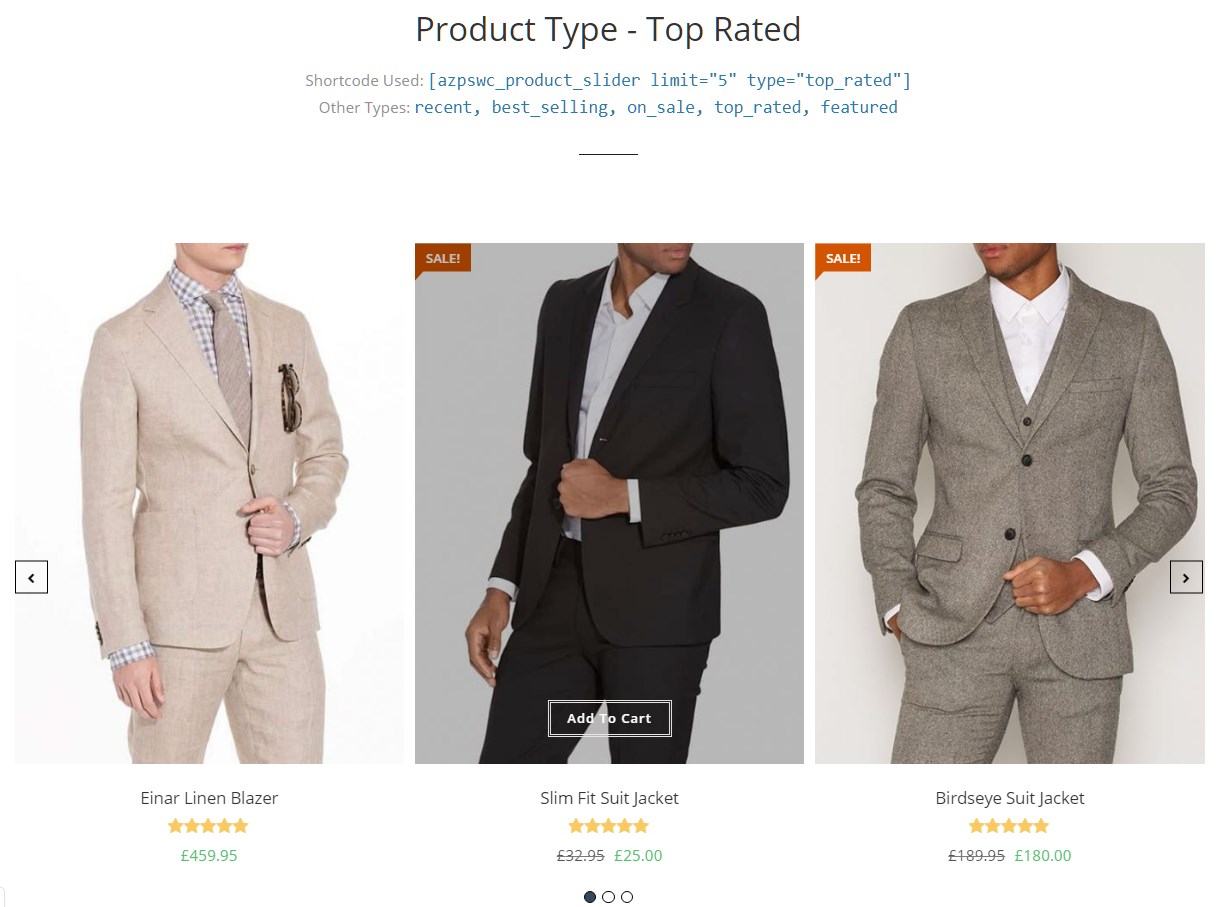 Product Type - Top Rated
Shortcode Used: [azpswc_product_slider limit="5" type="top_rated"]
Other Types: recent, best_selling, on_sale, top_rated, featured
SALE!
SALE!
Add To Cart
Einar Linen Blazer
Slim Fit Suit Jacket
Birdseye Suit Jacket
£459.95
£32.95 £25.00
£189.95 £180.00